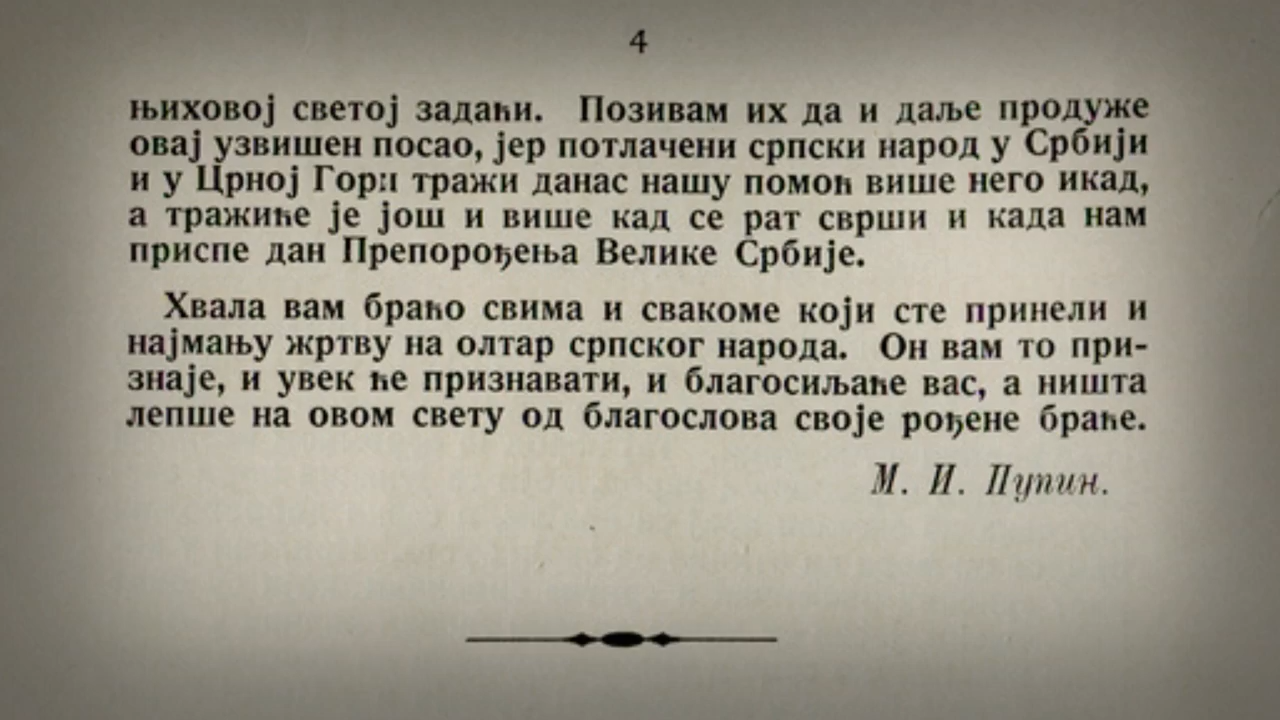 4
њиховој светој задаћи. Позивам их да и даље продуже
овај узвишен посао, јер потлачени српски народ у Србији
и у Црној Гори тражи данас нашу помоћ више него икад,
а тражиће је још и више кад се рат сврши и када нам
приспе дан Препорођења Велике Србије.
Хвала вам браћо свима и свакоме који сте принели и
најмању жртву на олтар српског народа. Он вам то при-
знаје, и увек ће признавати, и благосиљаће вас, а ништа
лепше на овом свету од благослова своје рођене браће.
М. И. Пупин.